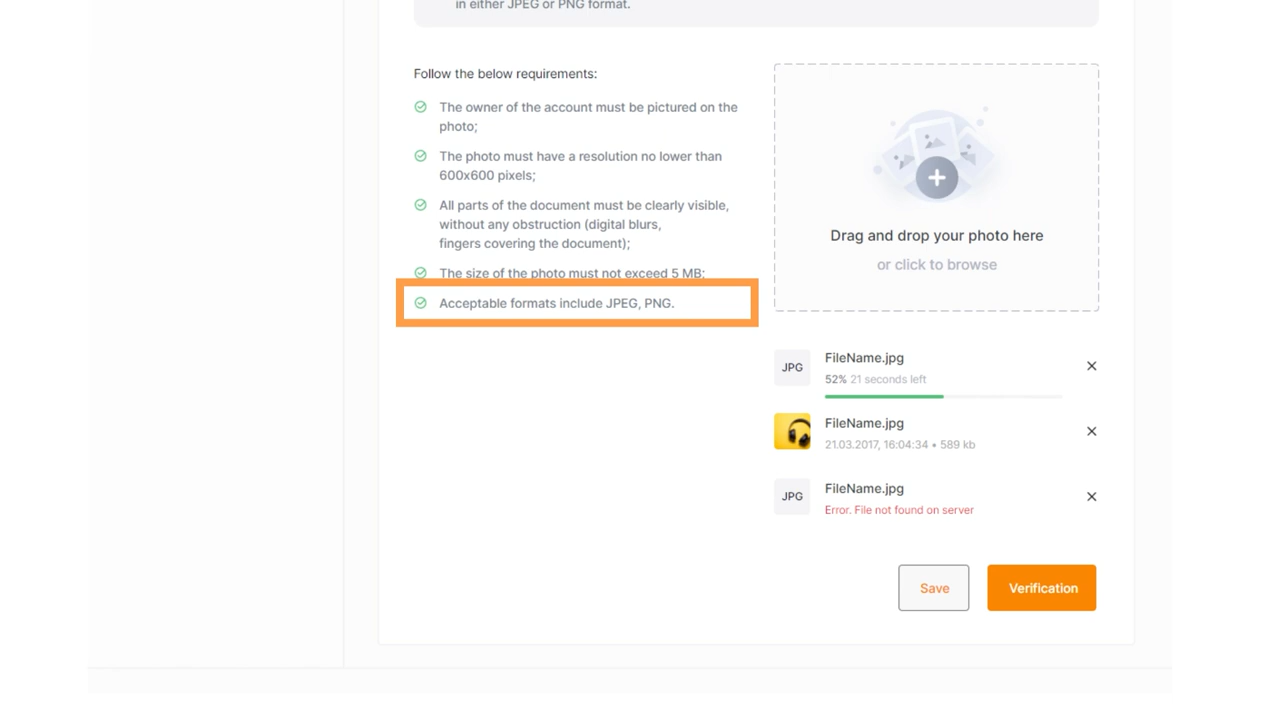 in either JPEG or PNG format.
Follow the below requirements:
The owner of the account must be pictured on the
photo;
The photo must have a resolution no lower than
600x600 pixels;
All parts of the document must be clearly visible,
without any obstruction (digital blurs,
fingers covering the document);
The size of the photo must not exceed 5 MB;
Acceptable formats include JPEG, PNG.
Drag and drop your photo here
or click to browse
JPG
FileName.jpg
52% 21 seconds left
FileName.jpg
21.03.2017, 16:04:34 • 589 kb
JPG
FileName.jpg
Error. File not found on server
Save
Verification